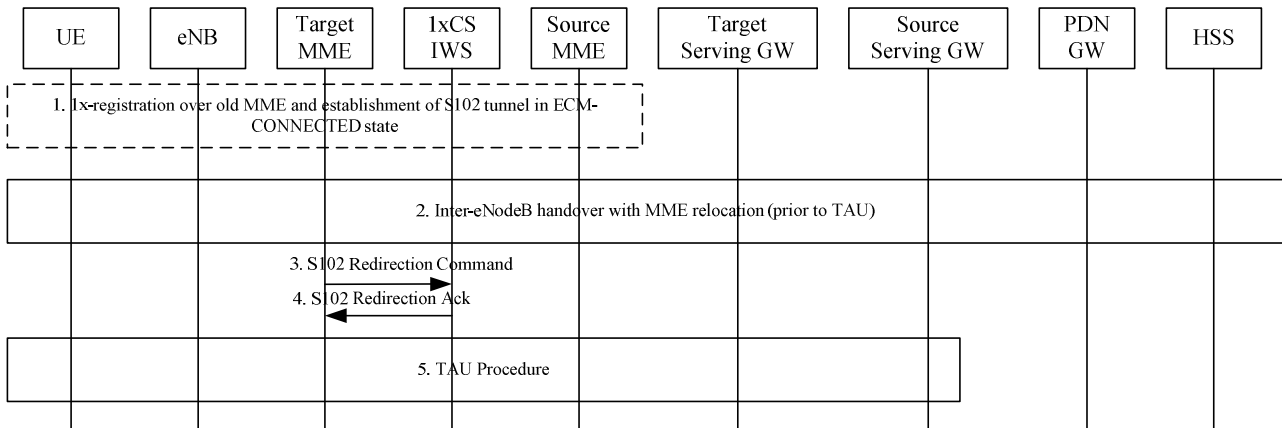 UE
eNB
Target
MME
1xCS
IWS
Source
MME
Target
Serving GW
Source
Serving GW
PDN
GW
HSS
1. 1x-registration over old MME and establishment of S102 tunnel in ECM-
CONNECTED state
2. Inter-eNodeB handover with MME relocation (prior to TAU)
3. S102 Redirection Command
4. S102 Redirection Ack
5. TAU Procedure